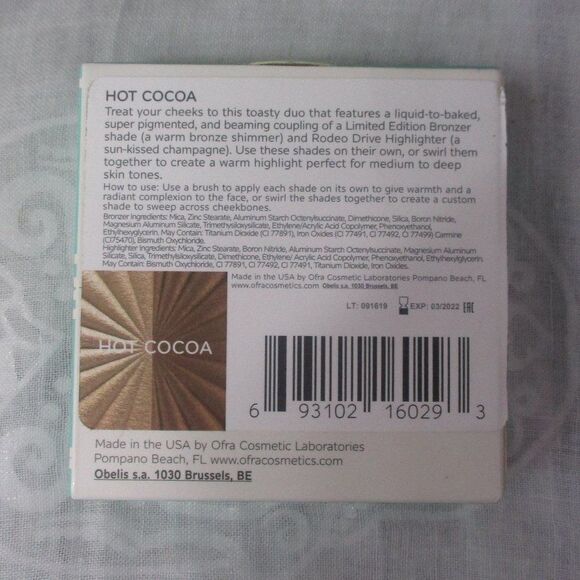 HOT COCOA
Treat your cheeks to this toasty duo that features a liquid-to-baked,
super pigmented, and beaming coupling of a Limited Edition Bronzer
shade (a warm bronze shimmer) and Rodeo Drive Highlighter (a
sun-kissed champagne). Use these shades on their own, or swirl them
together to create a warm highlight perfect for medium to deep
skin tones.
How to use: Use a brush to apply each shade on its own to give warmth and a
radiant complexion to the face, or swirl the shades together to create a custom
shade to sweep across cheekbones.
Bronzer Ingredients: Mica, Zinc Stearate, Aluminum Starch Octenylsuccinate, Dimethicone, Silica, Boron Nitride,
Magnesium Aluminum Silicate, Trimethylsiloxysilicate, Ethylene/Acrylic Acid Copolymer, Phenoxyethanol,
Ethylhexylglycerin. May Contain: Titanium Dioxide (CI 77891), Iron Oxides (CI 77491, CI 77492, CI 77499) Carmine
(CI75470), Bismuth Oxychloride.
Highlighter Ingredients: Mica, Zinc Stearate, Boron Nitride, Aluminum Starch Octenylsuccinate, Magnesium Aluminum
Silicate, Silica, Trimethylsiloxysilicate, Dimethicone, Ethylene/ Acrylic Acid Copolymer, Phenoxyethanol, Ethylhexylglycerin.
May Contain: Bismuth Oxychloride, CI 77891, CI 77492, CI 77491, Titanium Dioxide, Iron Oxides.
Made in the USA by Ofra Cosmetic Laboratories Pompano Beach, FL
www.ofracosmetics.com Obelis s.a. 1030 Brussels, BE
LT: 091619 EXP: 03/2022
HOT COCOA
6 93102 16029 3
Made in the USA by Ofra Cosmetic Laboratories
Pompano Beach, FL www.ofracosmetics.com
Obelis s.a. 1030 Brussels, BE